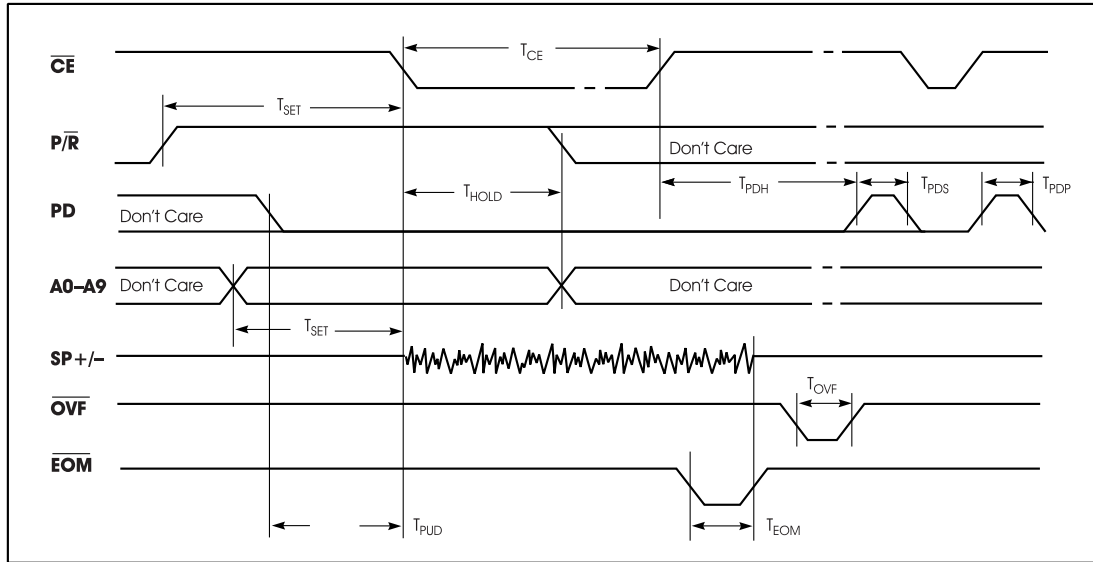 CE
T_CE
T_SET
P/R
Don't Care
T_HOLD
T_PDH
T_PDS
T_PDP
PD
Don't Care
A0–A9
Don't Care
Don't Care
T_SET
SP+/–
T_OVF
OVF
EOM
T_PUD
T_EOM